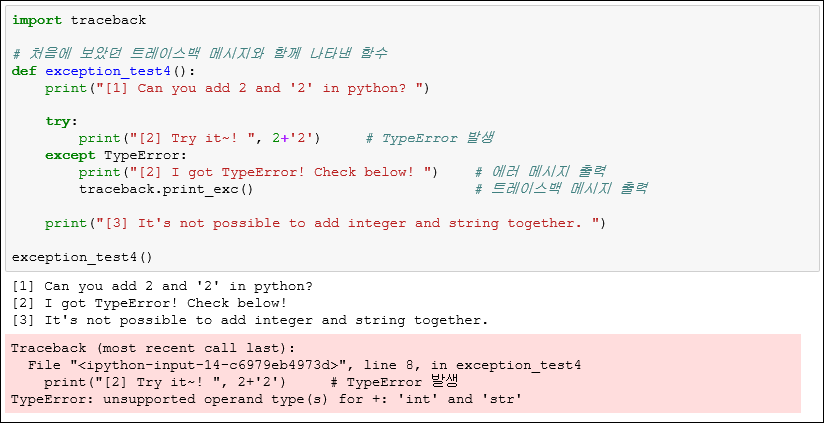 import traceback
# 처음에 보았던 트레이스백 메시지와 함께 나타낸 함수
def exception_test4():
    print("[1] Can you add 2 and '2' in python? ")
    try:
        print("[2] Try it~! ", 2+'2')     # TypeError 발생
    except TypeError:
        print("[2] I got TypeError! Check below! ")    # 에러 메시지 출력
        traceback.print_exc()                           # 트레이스백 메시지 출력
    print("[3] It's not possible to add integer and string together. ")
exception_test4()
[1] Can you add 2 and '2' in python?
[2] I got TypeError! Check below!
[3] It's not possible to add integer and string together.
Traceback (most recent call last):
  File "<ipython-input-14-c6979eb4973d>", line 8, in exception_test4
    print("[2] Try it~! ", 2+'2')     # TypeError 발생
TypeError: unsupported operand type(s) for +: 'int' and 'str'